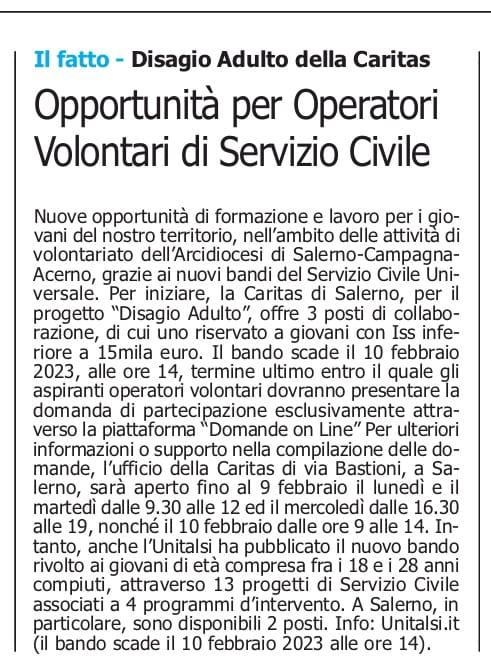 Il fatto - Disagio Adulto della Caritas
Opportunità per Operatori
Volontari di Servizio Civile
Nuove opportunità di formazione e lavoro per i gio-
vani del nostro territorio, nell'ambito delle attività di
volontariato dell'Arcidiocesi di Salerno-Campagna-
Acerno, grazie ai nuovi bandi del Servizio Civile Uni-
versale. Per iniziare, la Caritas di Salerno, per il
progetto "Disagio Adulto", offre 3 posti di collabo-
razione, di cui uno riservato a giovani con Iss infe-
riore a 15mila euro. Il bando scade il 10 febbraio
2023, alle ore 14, termine ultimo entro il quale gli
aspiranti operatori volontari dovranno presentare la
domanda di partecipazione esclusivamente attra-
verso la piattaforma "Domande on Line" Per ulteriori
informazioni o supporto nella compilazione delle do-
mande, l'ufficio della Caritas di via Bastioni, a Sa-
lerno, sarà aperto fino al 9 febbraio il lunedì e il
martedì dalle 9.30 alle 12 ed il mercoledì dalle 16.30
alle 19, nonché il 10 febbraio dalle ore 9 alle 14. In-
tanto, anche l'Unitalsi ha pubblicato il nuovo bando
rivolto ai giovani di età compresa fra i 18 e i 28 anni
compiuti, attraverso 13 progetti di Servizio Civile
associati a 4 programmi d'intervento. A Salerno, in
particolare, sono disponibili 2 posti. Info: Unitalsi.it
(il bando scade il 10 febbraio 2023 alle ore 14).